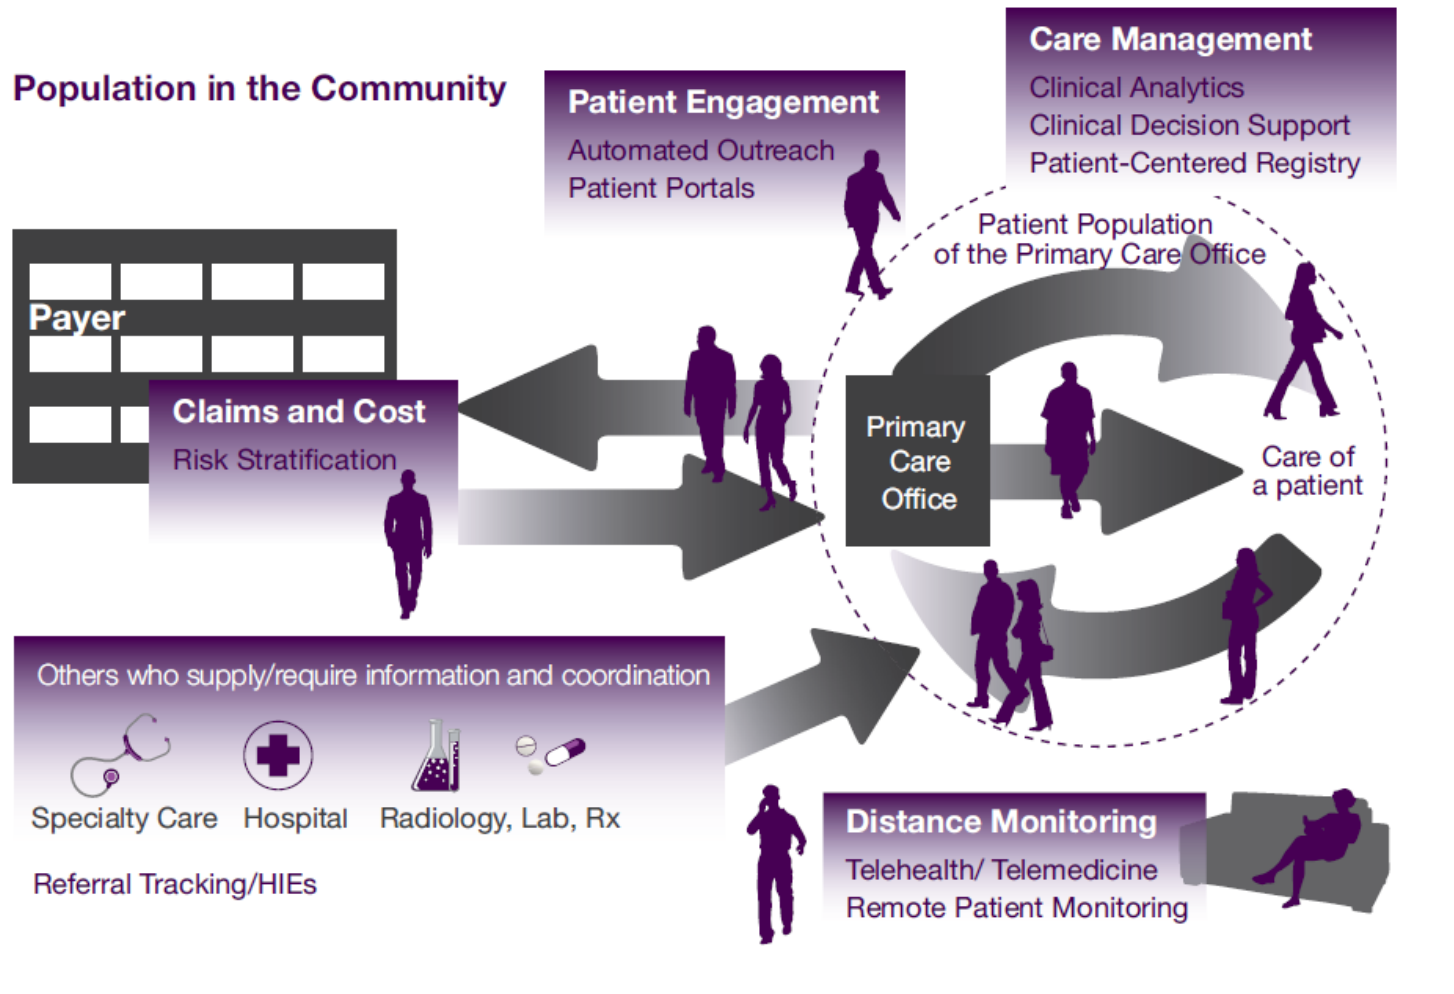 Population in the Community
Patient Engagement
Automated Outreach
Patient Portals
Care Management
Clinical Analytics
Clinical Decision Support
Patient-Centered Registry
Patient Population
of the Primary Care Office
Payer
Claims and Cost
Risk Stratification
Primary
Care
Office
Care of
a patient
Others who supply/require information and coordination
Specialty Care
Hospital
Radiology, Lab, Rx
Referral Tracking/HIEs
Distance Monitoring
Telehealth/ Telemedicine
Remote Patient Monitoring